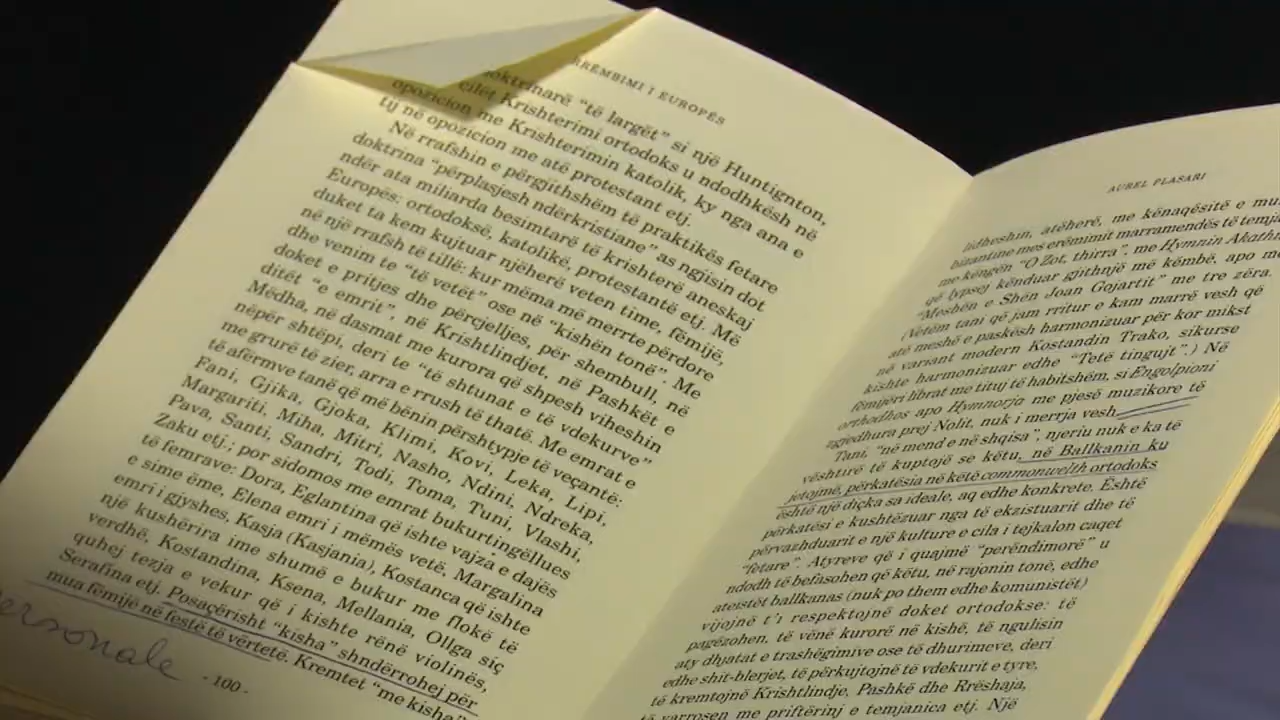 RRËMBIMI I EUROPËS
doktrinarë “të largët” si një Huntignton,
cilët Krishterimi ortodoks u ndodhkësh në
opozicion me Krishterimin katolik, ky nga ana e
tij në opozicion me atë protestant etj.
Në rrafshin e përgjithshëm të praktikës fetare
doktrina “përplasjesh ndërkristiane” as ngjisin dot
ndër ata miliarda besimtarë të krishterë aneskaj
Europës: ortodoksë, katolikë, protestantë etj. Më
duket ta kem kujtuar njëherë veten time, fëmijë,
në një rrafsh të tillë: kur mëma më merrte përdore
dhe venim te “të vetët” ose në “kishën tonë”. Me
doket e pritjes dhe përcjelljes, për shembull, në
ditët “e emrit”, në Krishtlindjet, në Pashkët e
Mëdha, në dasmat me kurora që shpesh viheshin
nëpër shtëpi, deri te “të shtunat e të vdekurve”
me grurë të zier, arra e rrush të thatë. Me emrat e
të afërmve tanë që më bënin përshtypje të veçantë:
Fani, Gjika, Gjoka, Klimi, Kovi, Leka, Lipi,
Margariti, Miha, Mitri, Nasho, Ndini, Ndreka,
Pava, Santi, Sandri, Todi, Toma, Tuni, Vlashi,
Zaku etj.; por sidomos me emrat bukurtingëllues
të femrave: Dora, Eglantina që ishte vajza e dajës
e sime ëme, Elena emri i mëmës vetë, Margalina
emri i gjyshes, Kasja (Kasjania), Kostanca që ishte
një kushërira ime shumë e bukur me flokë të
verdhë, Kostandina, Ksena, Mellania, Ollga siç
quhej tezja e vekur që i kishte rënë violinës,
Serafina etj. Posaçërisht “kisha” shndërrohej për
mua fëmijë në festë të vërtetë. Kremtet “me kisha”
ersonale
· 100 ·
AUREL PLASARI
lidheshin, atëherë, me kënaqësitë e
bizantine mes erëminit marramendës të
me këngën “O Zot, thirra”, me Hymnin
që lypsej kënduar gjithnjë më këmbë, apo me
“Meshën e Shën Joan Gojartit” me tre zëra.
(Vetëm tani që jam rritur e kam marrë vesh që
atë meshë e paskësh harmonizuar për kor mikst
në variant modern Kostandin Trako, sikurse
kishte harmonizuar edhe “Tetë tingujt”.) Në
fëmijëri librat me tituj të habitshëm, si Engolpioni
orthodhos apo Hymnorja me pjesë muzikore të
zgjedhura prej Nolit, nuk i merrja vesh.
Tani, “në mend e në shqisa”, njeriu nuk e ka të
vështirë të kuptojë se këtu, në Ballkanin ku
jetojmë, përkatësia në këtë commonwelth ortodoks
është një diçka sa ideale, aq edhe konkrete. Është
përkatësi e kushtëzuar nga të ekzistuarit dhe të
përvazhduarit e një kulture e cila i tejkalon caqet
“fetare”. Atyreve që i quajmë “perëndimorë” u
ndodh të befasohen që këtu, në rajonin tonë, edhe
ateistët ballkanas (nuk po them edhe komunistët)
vijojnë t’i respektojnë doket ortodokse: të
pagëzohen, të vënë kurorë në kishë, të ngulisin
aty dhjatat e trashëgimive ose të dhurimeve, deri
edhe shit-blerjet, të përkujtojnë të vdekurit e tyre,
të kremtojnë Krishtlindje, Pashkë dhe Rrëshaja,
të varrosen me priftërinj e temjanica etj. Një